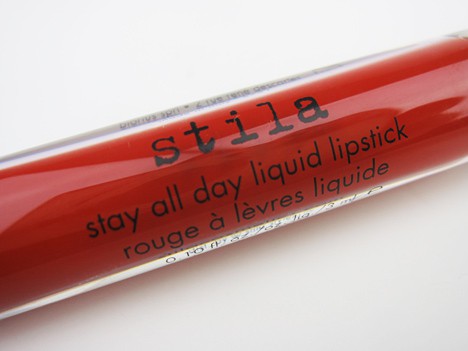 stila
stay all day liquid lipstick
rouge à lèvres liquide